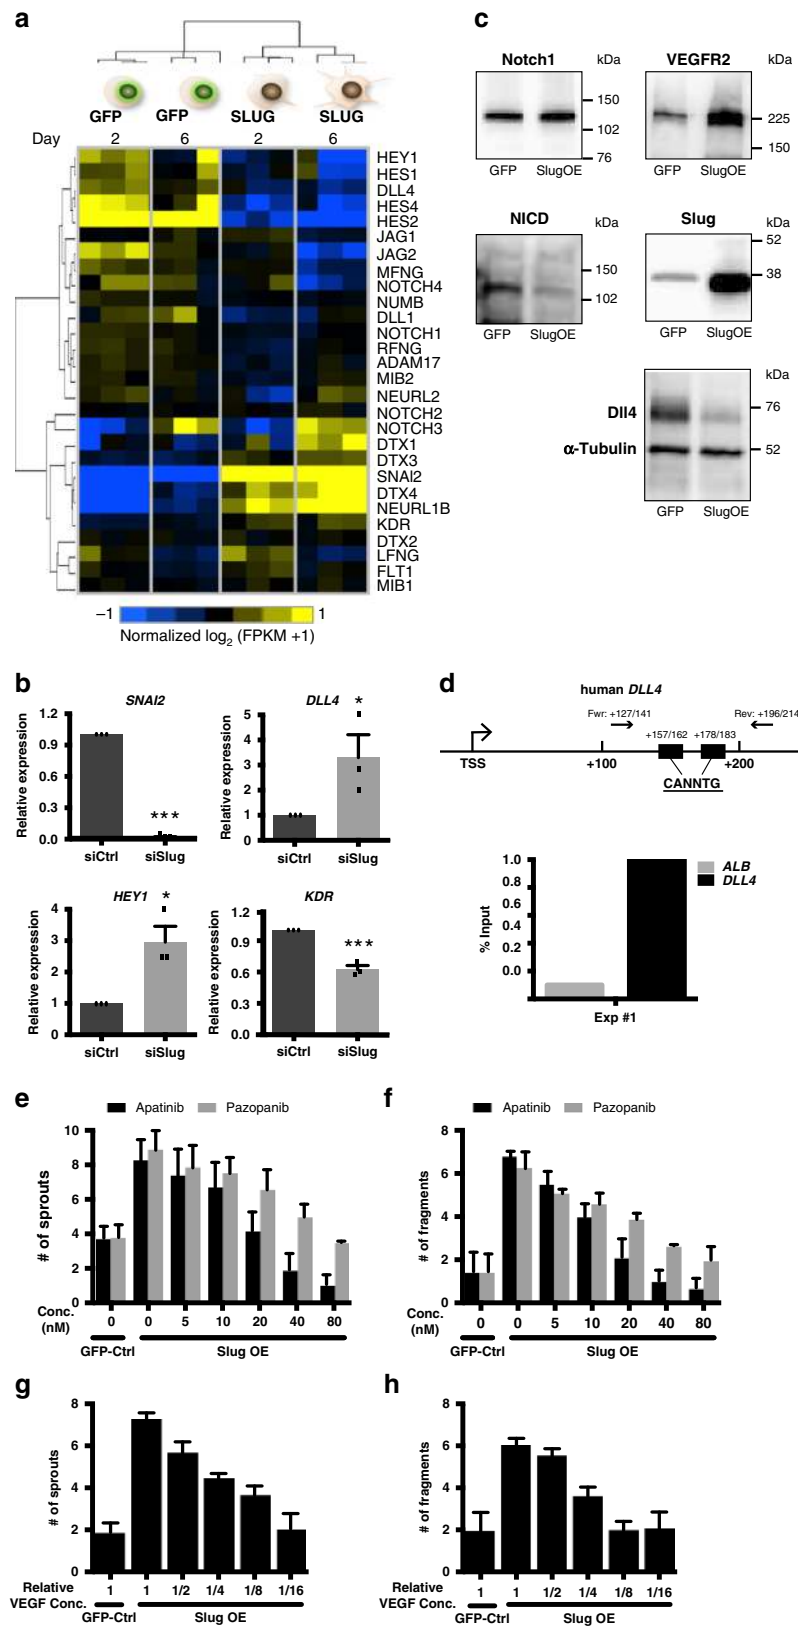 a
GFP GFP SLUG SLUG
Day 2 6 2 6
HEY1
HES1
DLL4
HES4
HES2
JAG1
JAG2
MFNG
NOTCH4
NUMB
DLL1
NOTCH1
RFNG
ADAM17
MIB2
NEURL2
NOTCH2
NOTCH3
DTX1
DTX3
SNAI2
DTX4
NEURL1B
KDR
DTX2
LFNG
FLT1
MIB1
−1 1
Normalized log2 (FPKM +1)
c
Notch1 kDa
150
102
76
GFP SlugOE
VEGFR2 kDa
225
150
GFP SlugOE
NICD kDa
150
102
GFP SlugOE
Slug kDa
52
38
GFP SlugOE
kDa
Dll4 76
α-Tubulin 52
GFP SlugOE
b
SNAI2
Relative expression
1.2
0.9
0.6
0.3
0.0
***
siCtrl siSlug
DLL4 *
Relative expression
5
4
3
2
1
0
siCtrl siSlug
HEY1 *
Relative expression
4
3
2
1
0
siCtrl siSlug
KDR
Relative expression
1.2
0.9
0.6
0.3
0.0
***
siCtrl siSlug
d
human DLL4
Fwr: +127/141 Rev: +196/214
+157/162 +178/183
TSS +100 +200
CANNTG
% Input
1.0
0.8
0.6
0.4
0.2
0.0
ALB
DLL4
Exp #1
e
Apatinib Pazopanib
# of sprouts
10
8
6
4
2
0
Conc. (nM) 0 0 5 10 20 40 80
GFP-Ctrl Slug OE
f
Apatinib Pazopanib
# of fragments
8
6
4
2
0
Conc. (nM) 0 0 5 10 20 40 80
GFP-Ctrl Slug OE
g
# of sprouts
8
6
4
2
0
Relative VEGF Conc. 1 1 1/2 1/4 1/8 1/16
GFP-Ctrl Slug OE
h
# of fragments
8
6
4
2
0
Relative VEGF Conc. 1 1 1/2 1/4 1/8 1/16
GFP-Ctrl Slug OE